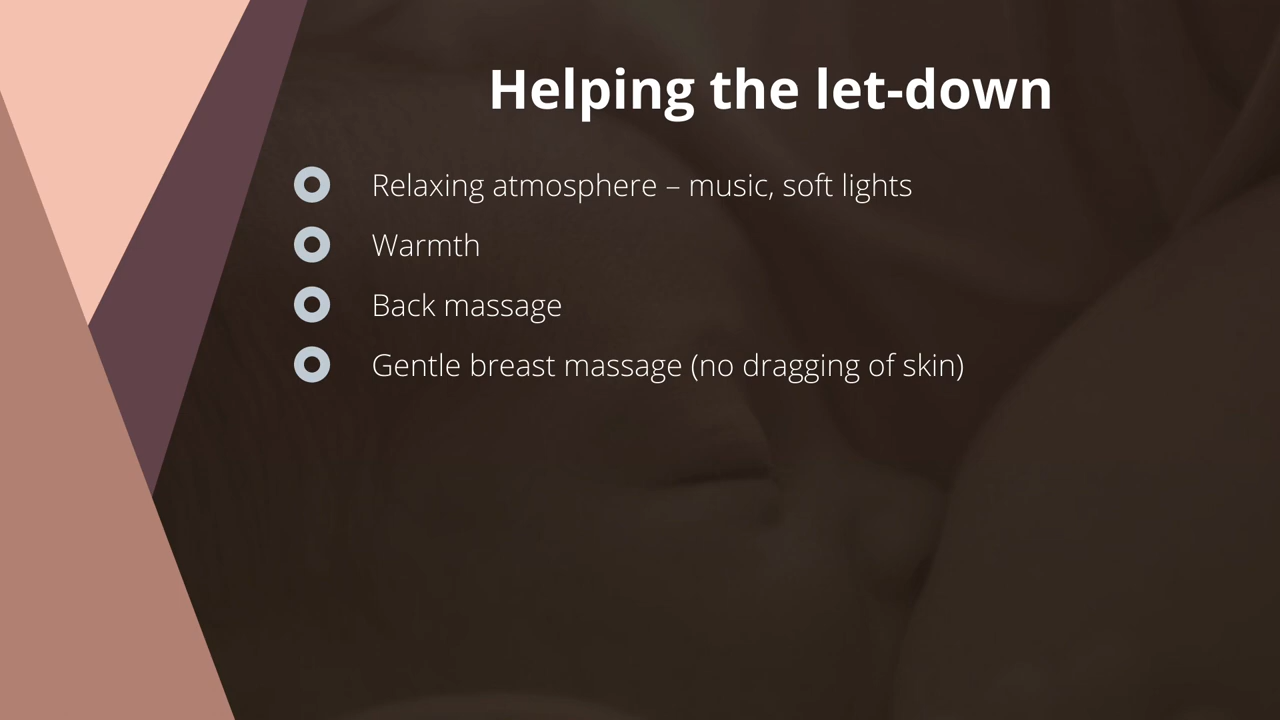 Helping the let-down
Relaxing atmosphere – music, soft lights
Warmth
Back massage
Gentle breast massage (no dragging of skin)